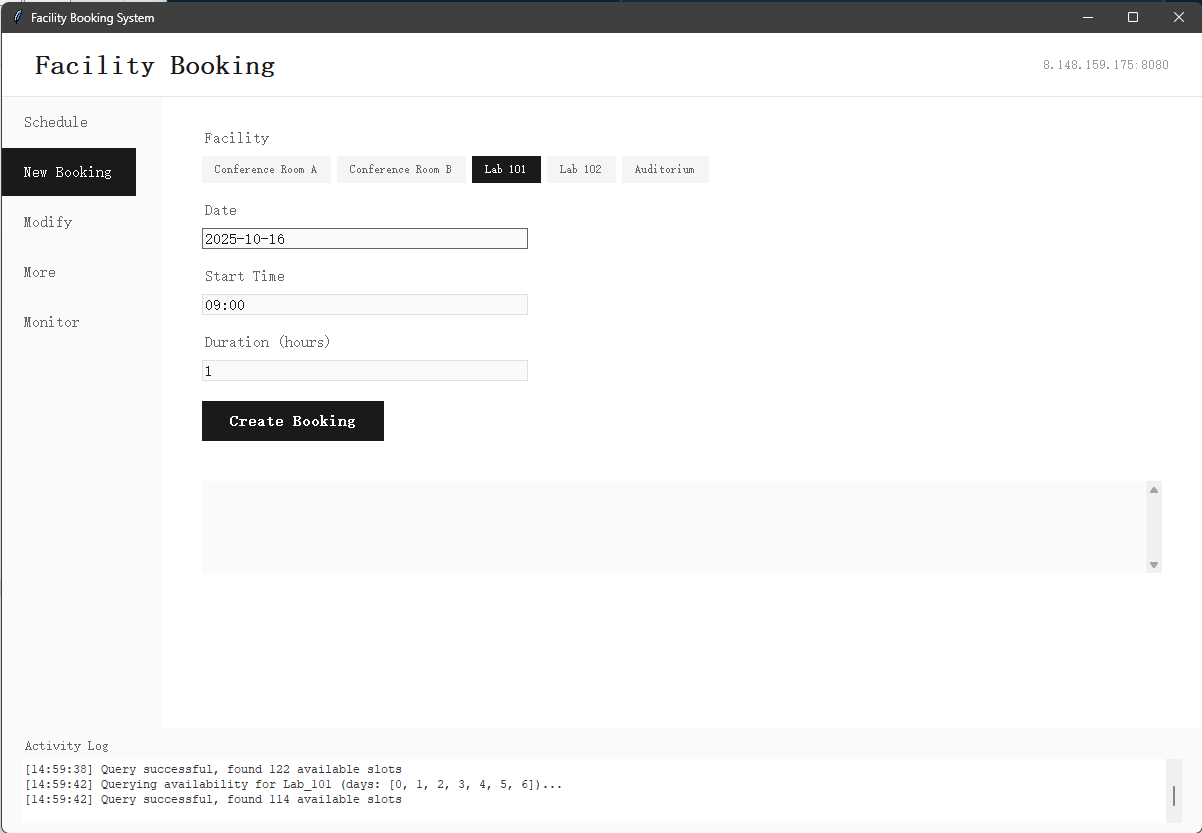 Facility Booking System
Facility Booking
8.148.159.175:8080
Schedule
New Booking
Modify
More
Monitor
Facility
Conference Room A Conference Room B Lab 101 Lab 102 Auditorium
Date
2025-10-16
Start Time
09:00
Duration (hours)
1
Create Booking
Activity Log
[14:59:38] Query successful, found 122 available slots
[14:59:42] Querying availability for Lab_101 (days: [0, 1, 2, 3, 4, 5, 6])...
[14:59:42] Query successful, found 114 available slots